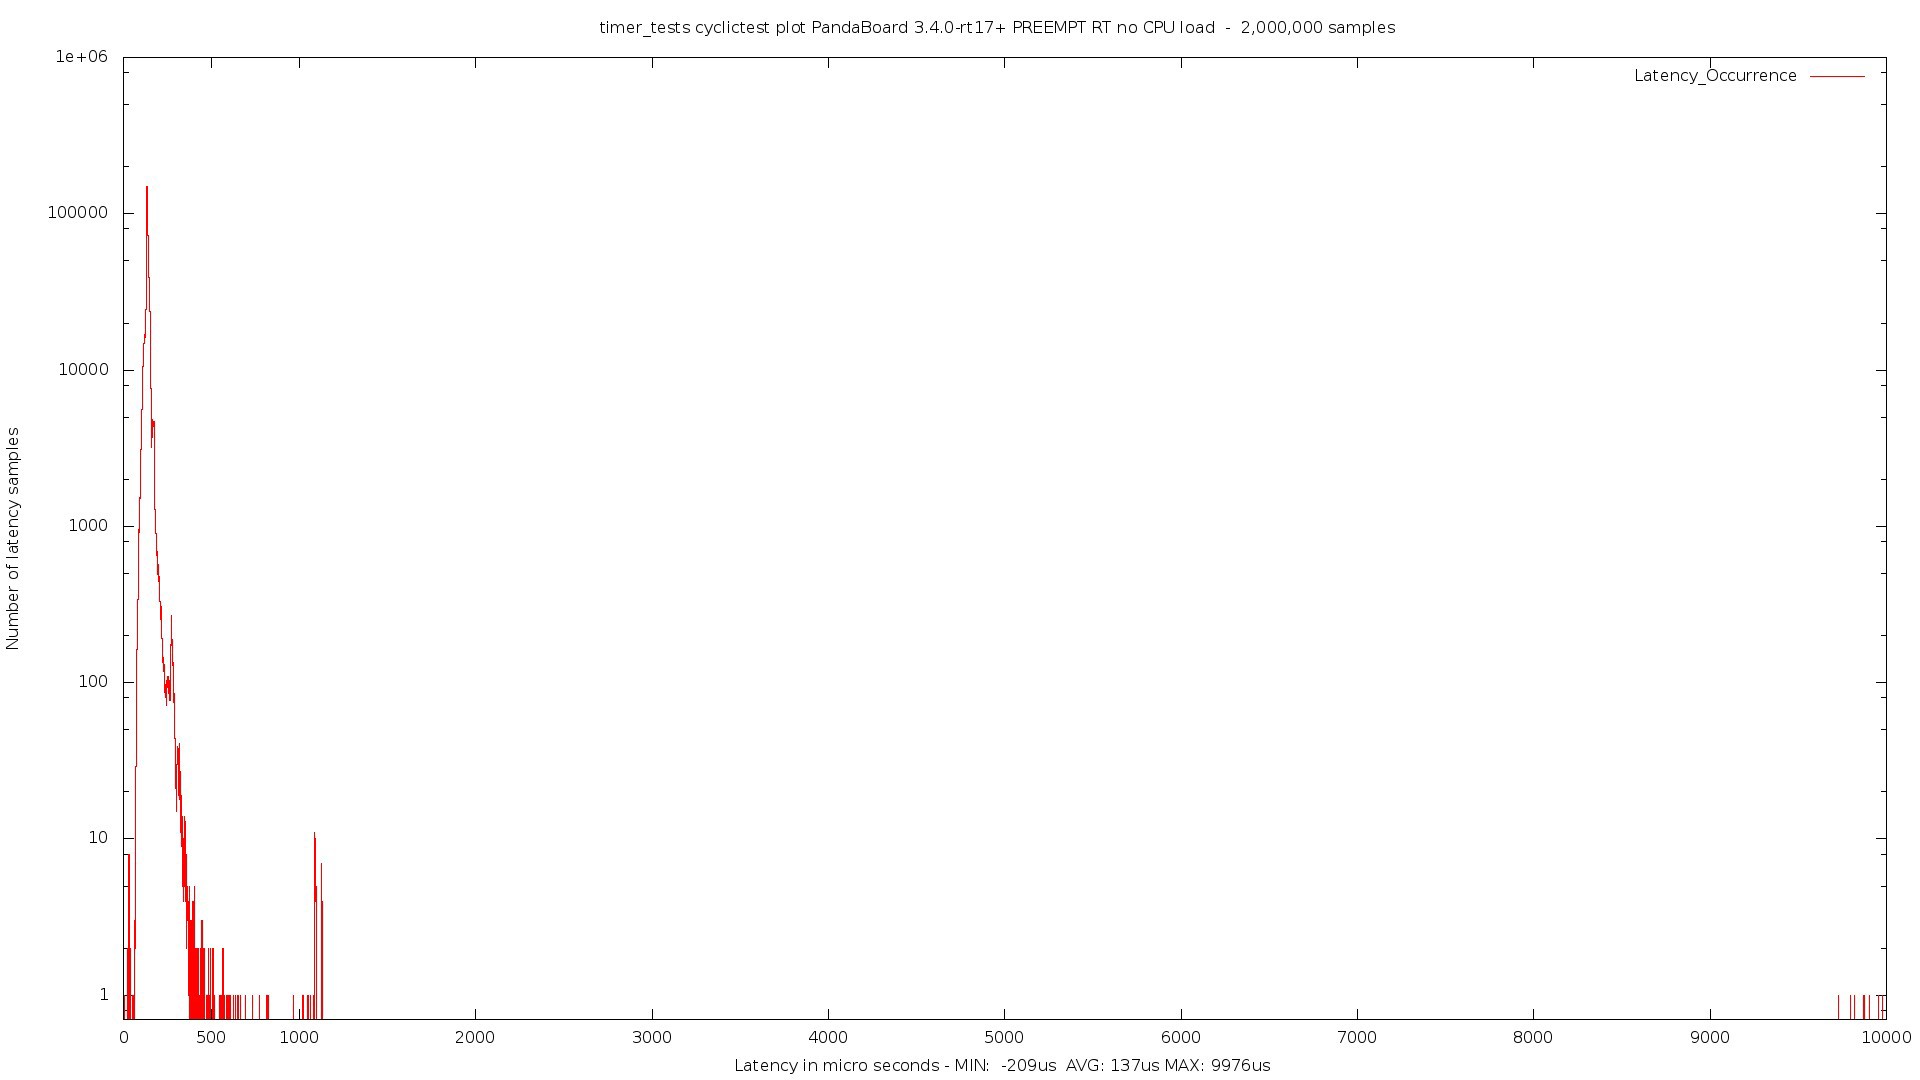 timer_tests cyclictest plot PandaBoard 3.4.0-rt17+ PREEMPT RT no CPU load - 2,000,000 samples
Latency_Occurrence
1e+06
100000
10000
1000
100
10
1
Number of latency samples
0 500 1000 2000 3000 4000 5000 6000 7000 8000 9000 10000
Latency in micro seconds - MIN: -209us AVG: 137us MAX: 9976us